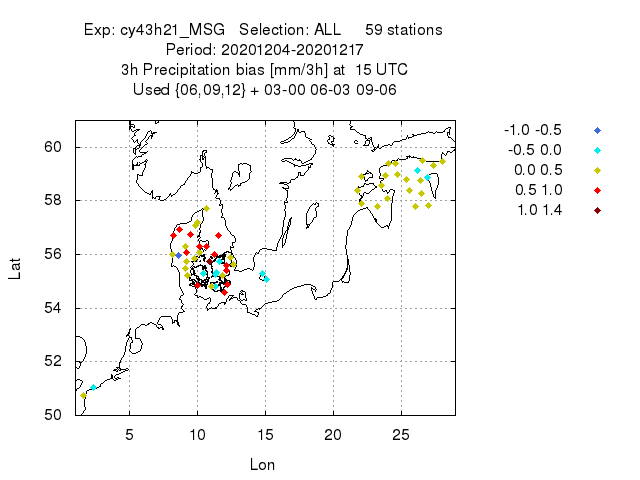 Exp: cy43h21_MSG Selection: ALL 59 stations
Period: 20201204-20201217
3h Precipitation bias [mm/3h] at 15 UTC
Used {06,09,12} + 03-00 06-03 09-06
-1.0 -0.5
-0.5 0.0
0.0 0.5
0.5 1.0
1.0 1.4
60
58
56
54
52
50
Lat
5 10 15 20 25
Lon